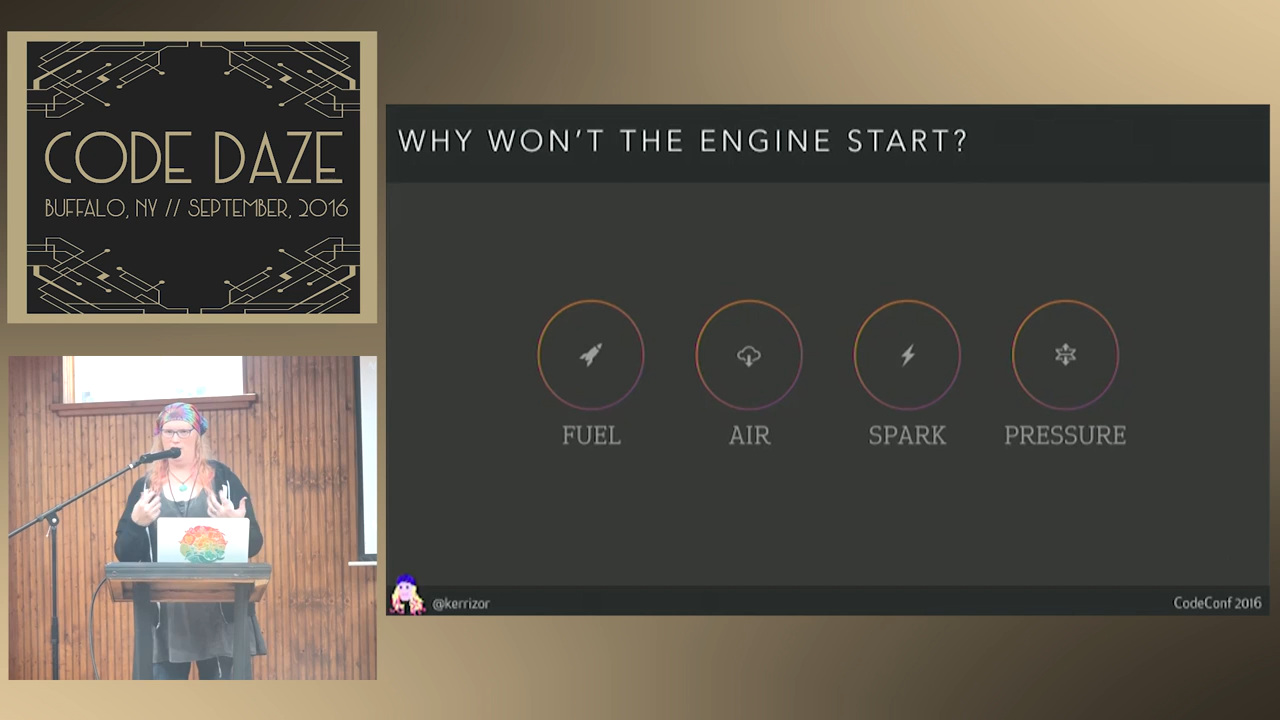 CODE DAZE
BUFFALO, NY // SEPTEMBER, 2016
WHY WON'T THE ENGINE START?
FUEL
AIR
SPARK
PRESSURE
@kerrizor
CodeConf 2016